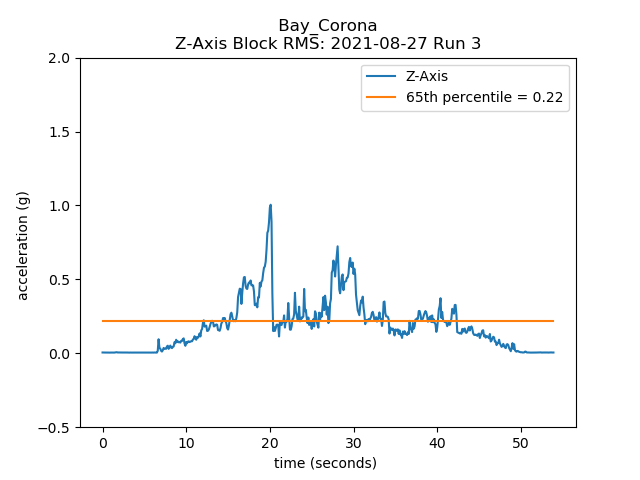 Bay_Corona
Z-Axis Block RMS: 2021-08-27 Run 3
Z-Axis
65th percentile = 0.22
acceleration (g)
2.0
1.5
1.0
0.5
0.0
−0.5
0 10 20 30 40 50
time (seconds)